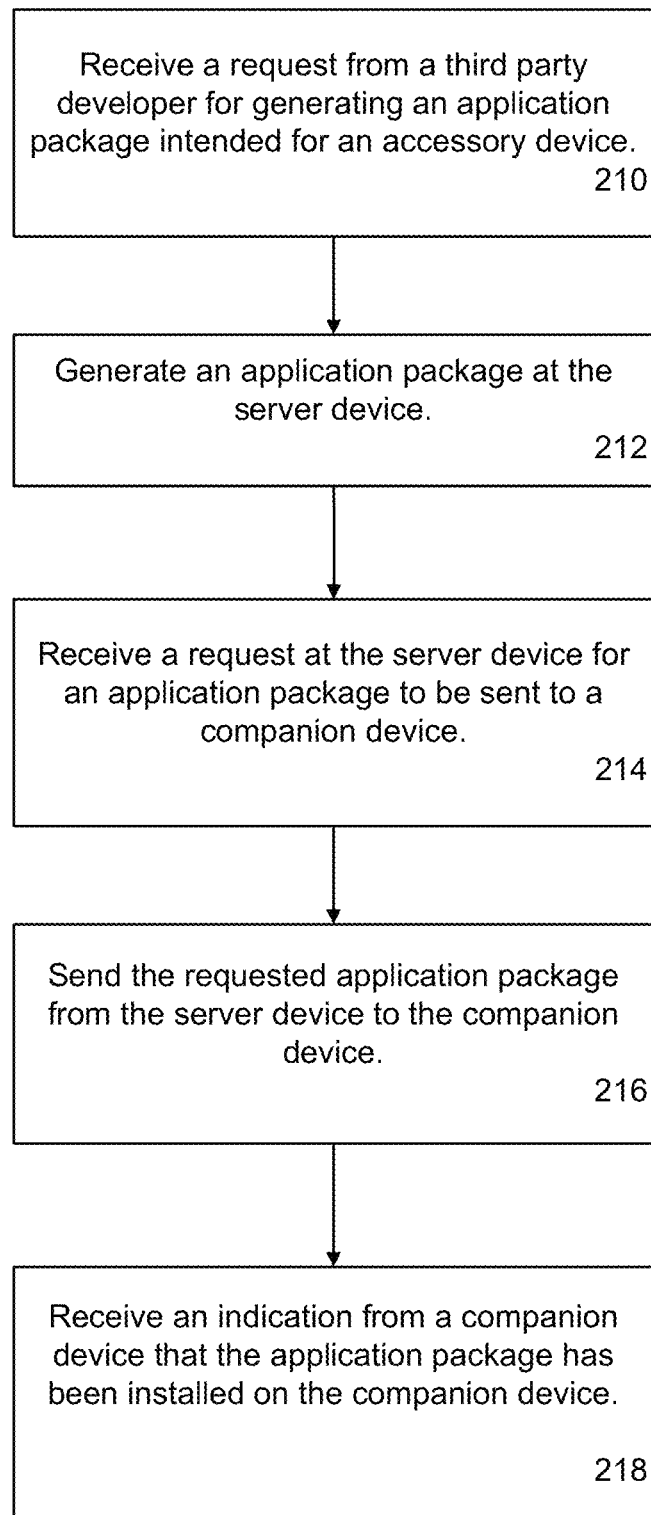 Receive a request from a third party
developer for generating an application
package intended for an accessory device.
210
Generate an application package at the
server device.
212
Receive a request at the server device for
an application package to be sent to a
companion device.
214
Send the requested application package
from the server device to the companion
device.
216
Receive an indication from a companion
device that the application package has
been installed on the companion device.
218